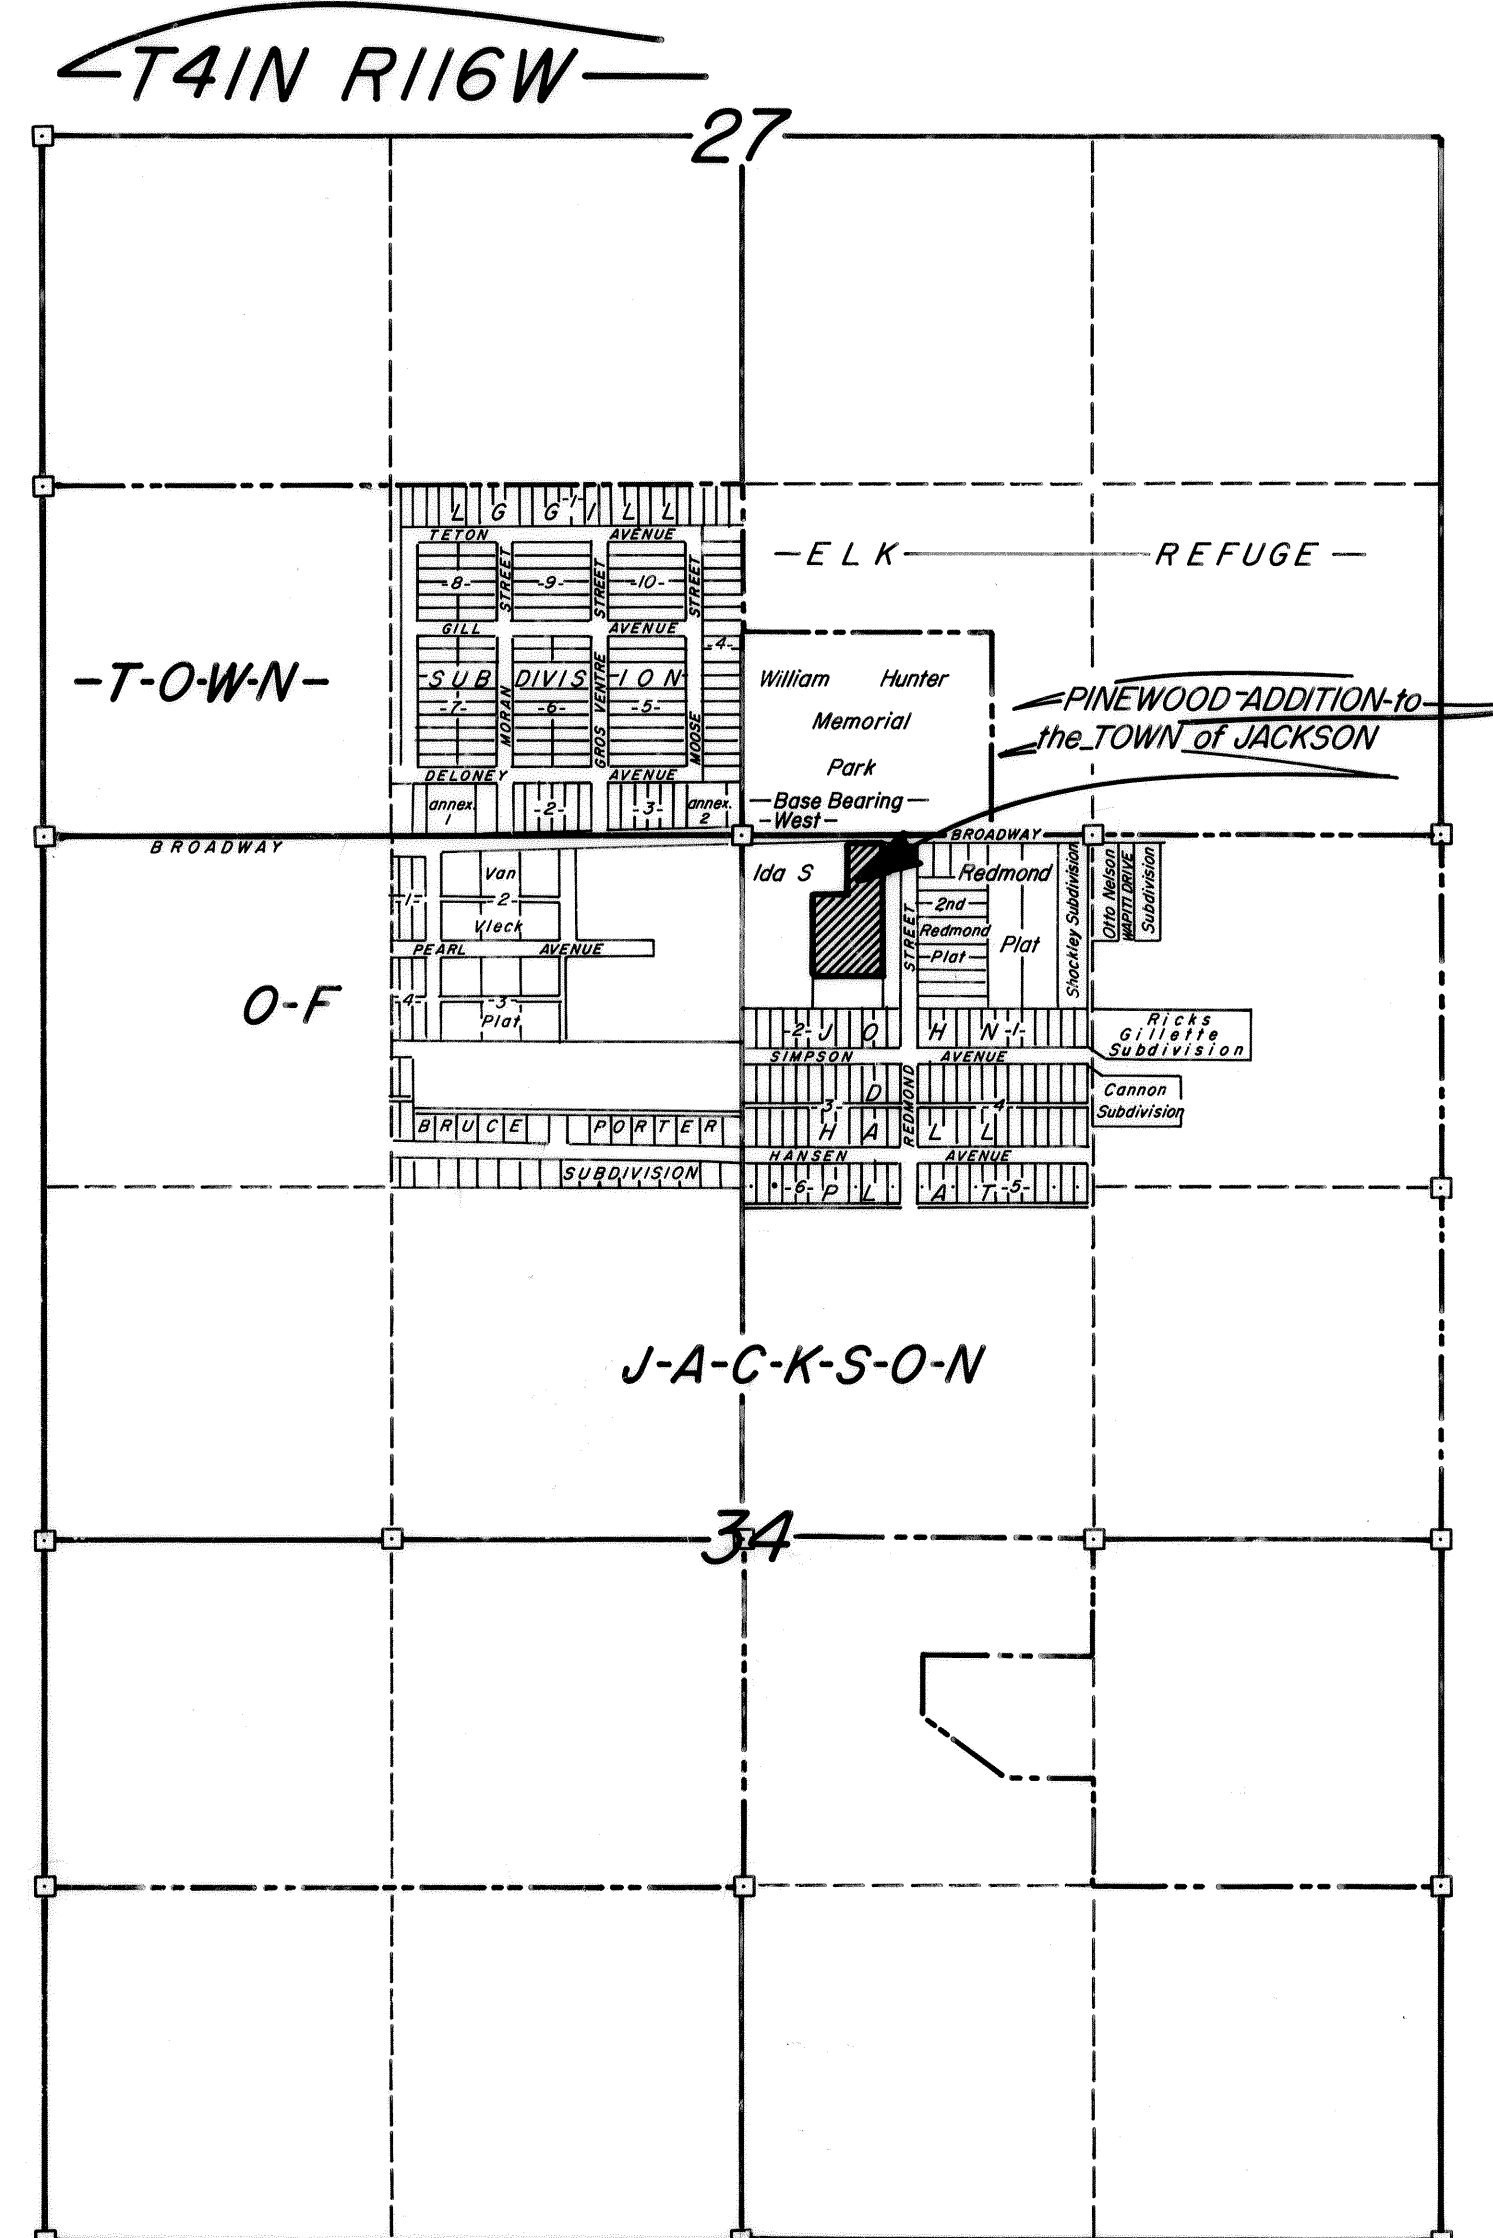 T41N R116W
27
L G G I L L
-1-
TETON AVENUE
-8- STREET -9- STREET -10- STREET
-ELK REFUGE-
GILL AVENUE
-4-
-T-O-W-N-
SUB DIVIS ION
-7- MORAN -6- GROS VENTRE -5- MOOSE
William Hunter
Memorial
Park
PINEWOOD ADDITION to
the TOWN of JACKSON
DELONEY AVENUE
annex. 1 -2- -3- annex. 2
-Base Bearing-
-West-
BROADWAY
BROADWAY
Van
-1- -2-
Vleck
PEARL AVENUE
-4- -3-
Plat
Ida S Redmond
2nd
Redmond
Plat
Plat
STREET
Shockley Subdivision
Otto Nelson
WAPITI DRIVE
Subdivision
O-F
-2- J O H N -1-
Ricks
Gillette
Subdivision
SIMPSON AVENUE
D
-3- -4-
REDMOND
Cannon
Subdivision
BRUCE PORTER
H A L L
HANSEN AVENUE
SUBDIVISION
-6- P L A T -5-
J-A-C-K-S-O-N
34